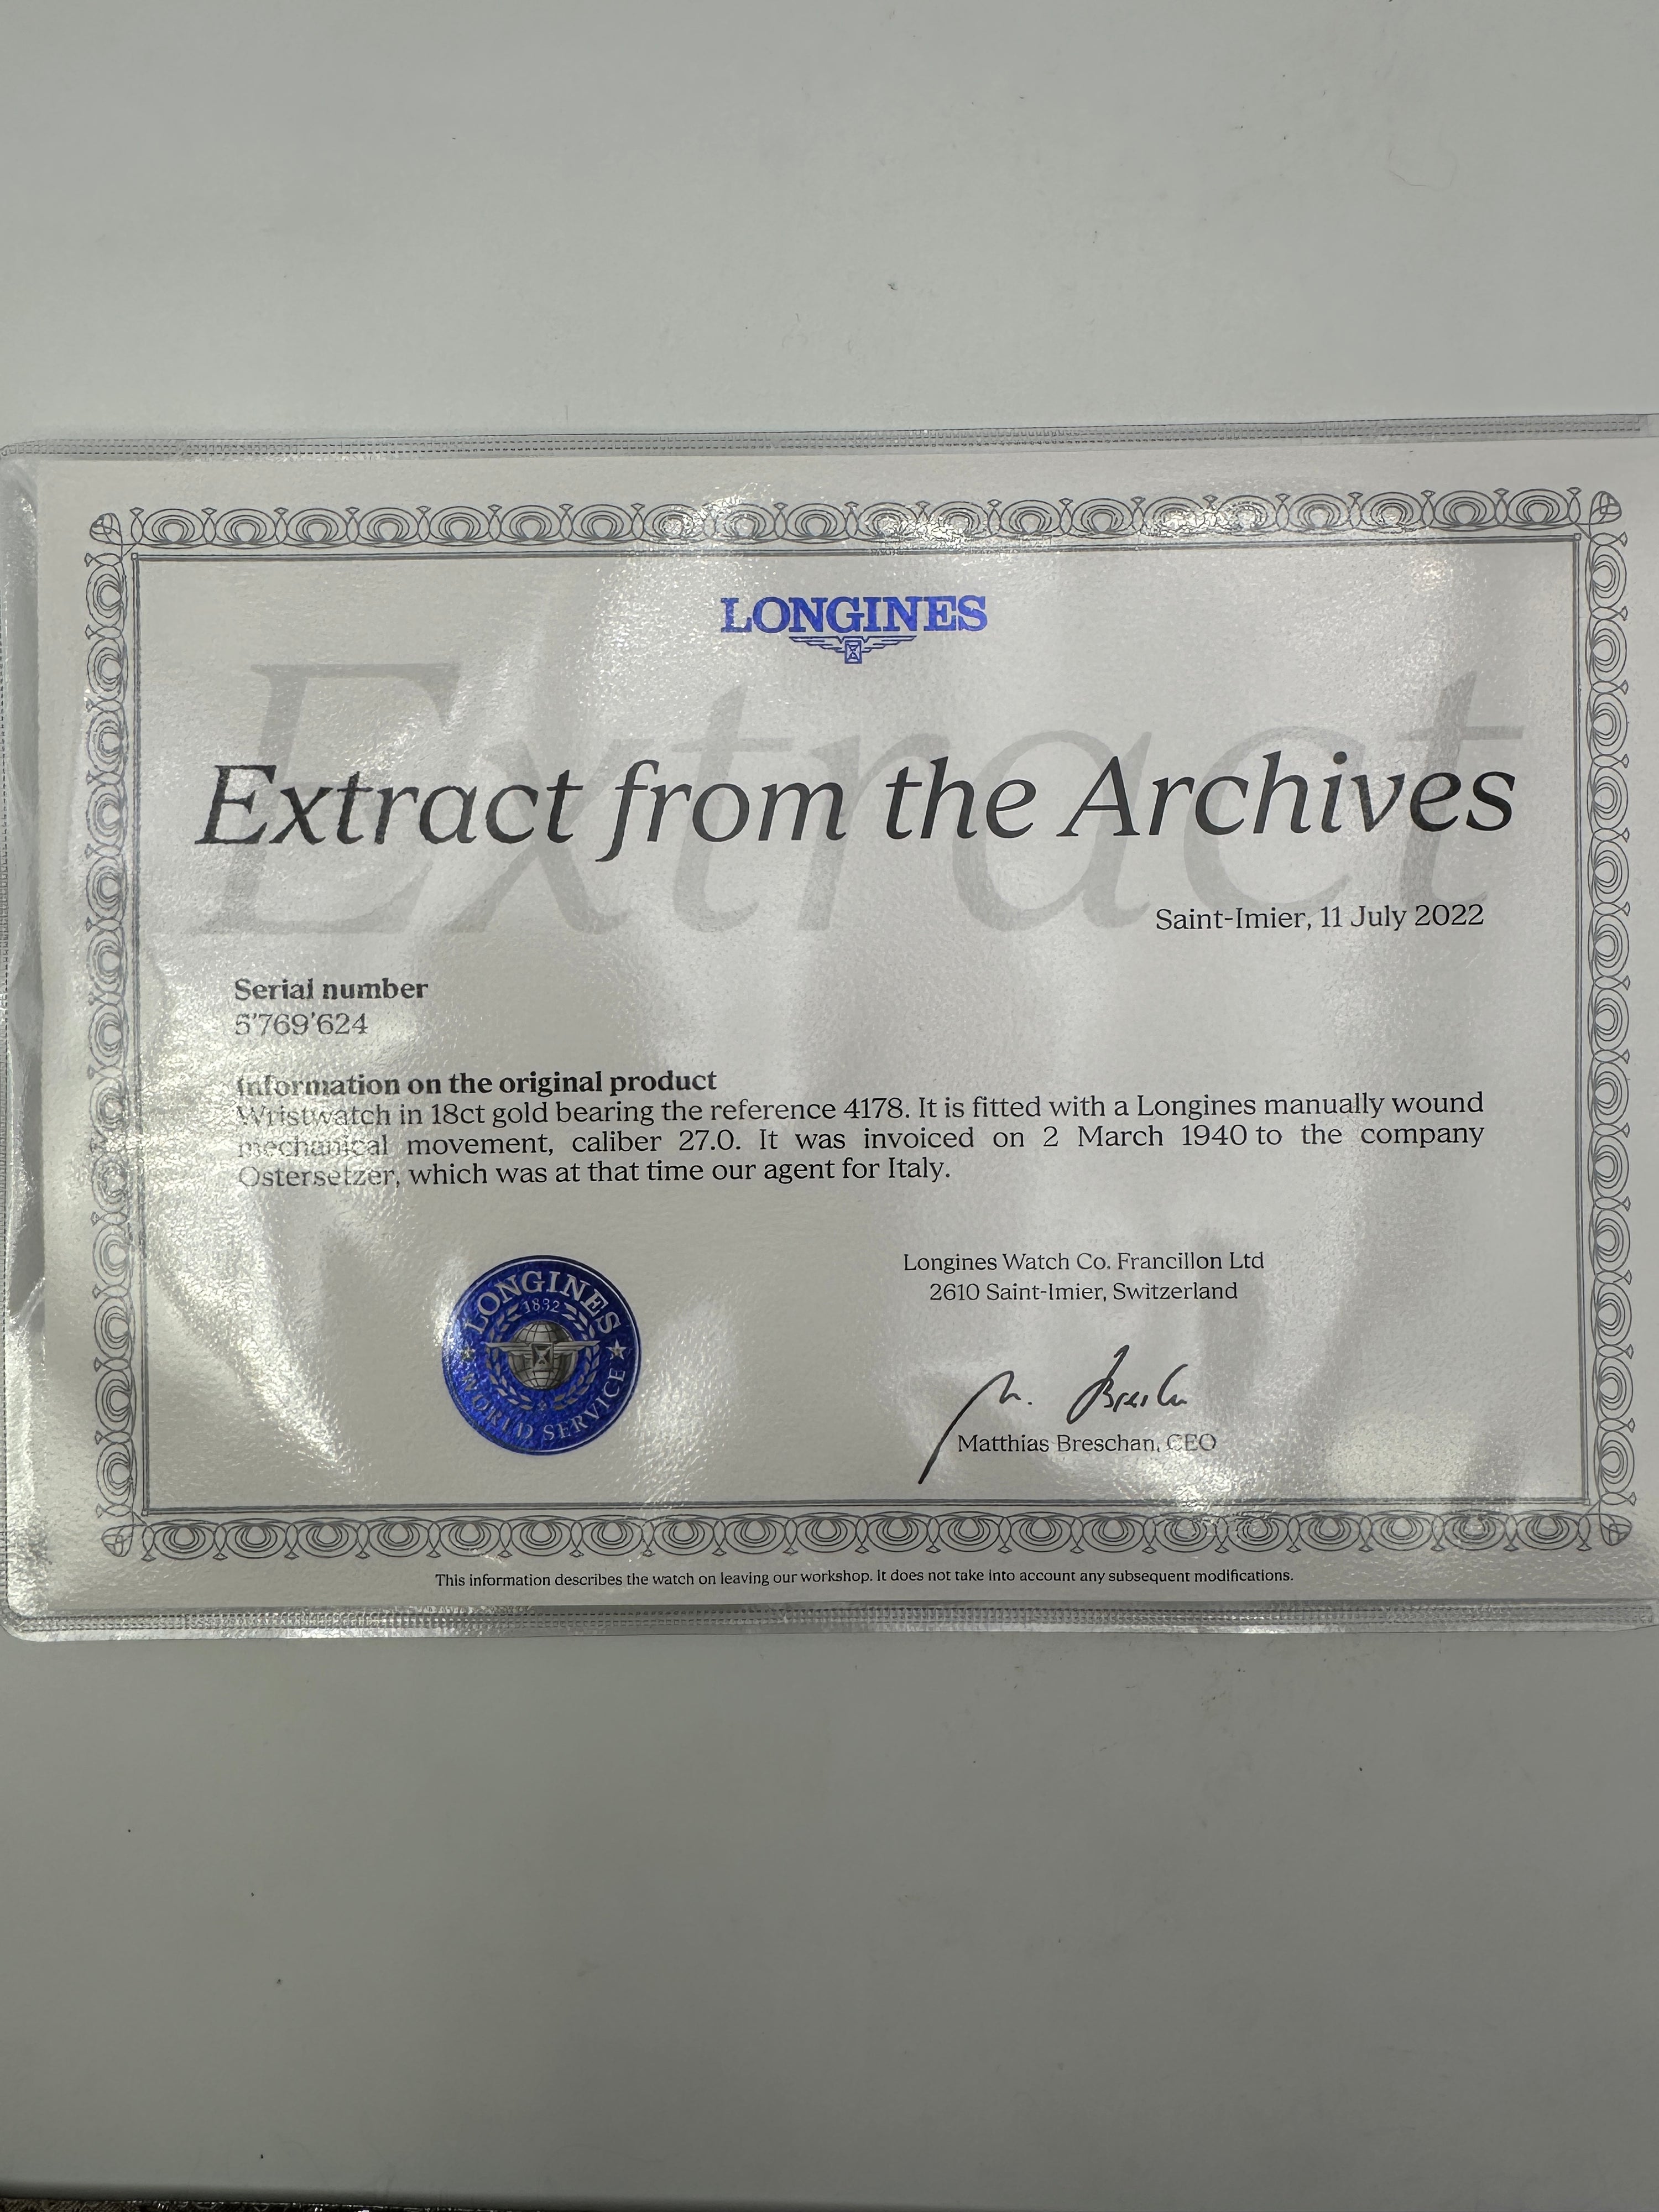 LONGINES
Extract
Extract from the Archives
Saint-Imier, 11 July 2022
Serial number
5'769'624
Information on the original product
Wristwatch in 18ct gold bearing the reference 4178. It is fitted with a Longines manually wound
mechanical movement, caliber 27.0. It was invoiced on 2 March 1940 to the company
Ostersetzer, which was at that time our agent for Italy.
LONGINES
1832
WORLD SERVICE
Longines Watch Co. Francillon Ltd
2610 Saint-Imier, Switzerland
M. Breschan
Matthias Breschan, CEO
This information describes the watch on leaving our workshop. It does not take into account any subsequent modifications.